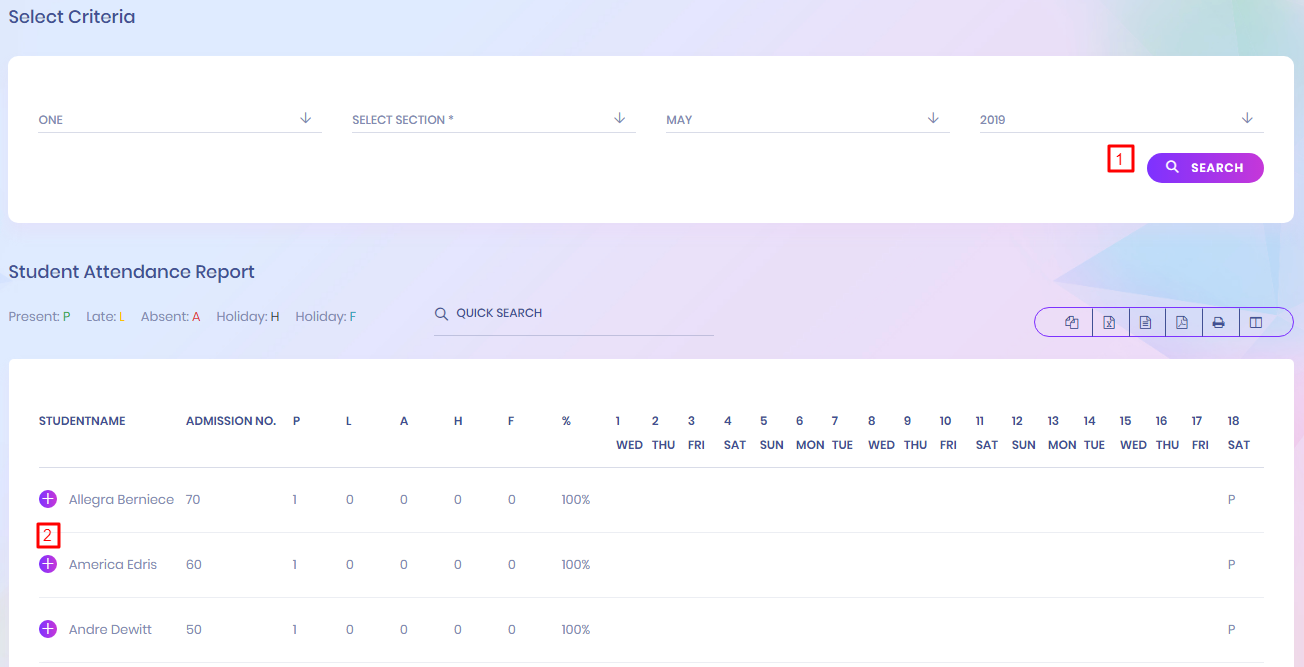 Select Criteria
ONE SELECT SECTION * MAY 2019
1 SEARCH
Student Attendance Report
Present: P Late: L Absent: A Holiday: H Holiday: F QUICK SEARCH
STUDENTNAME ADMISSION NO. P L A H F % 1 2 3 4 5 6 7 8 9 10 11 12 13 14 15 16 17 18
WED THU FRI SAT SUN MON TUE WED THU FRI SAT SUN MON TUE WED THU FRI SAT
Allegra Berniece 70 1 0 0 0 0 100% P
2
America Edris 60 1 0 0 0 0 100% P
Andre Dewitt 50 1 0 0 0 0 100% P